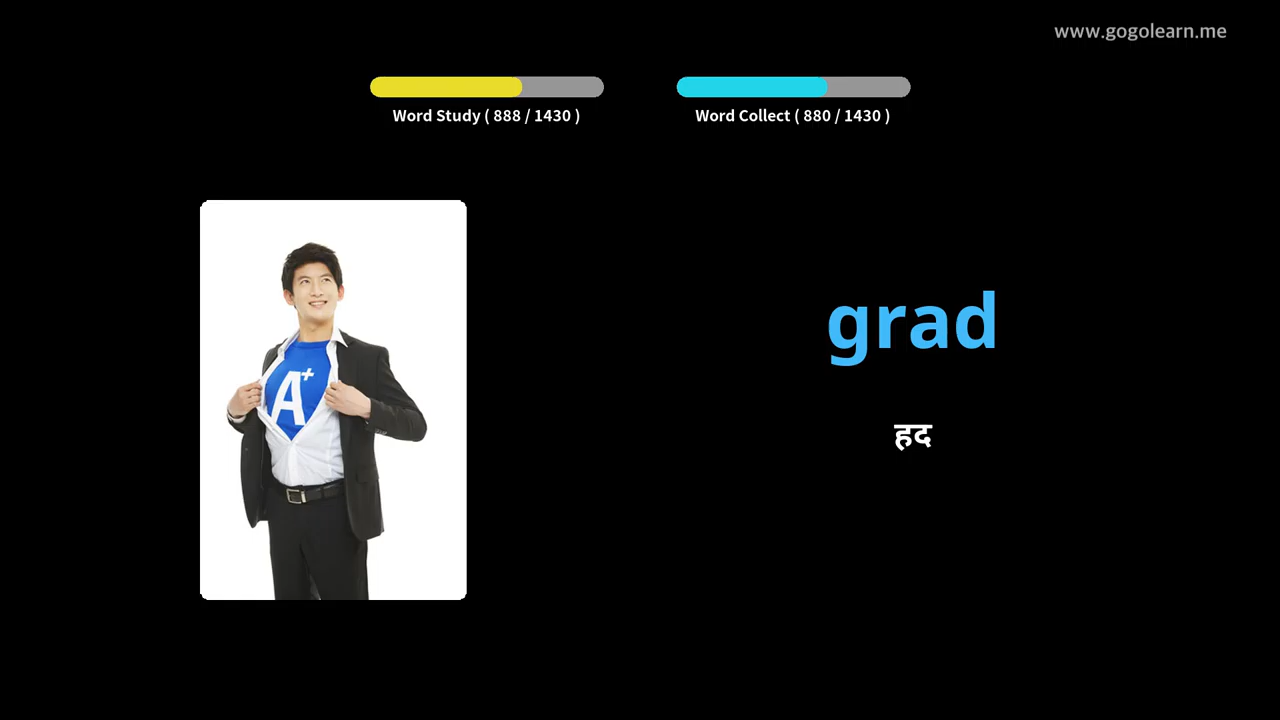 www.gogolearn.me
Word Study ( 888 / 1430 )
Word Collect ( 880 / 1430 )
A+
grad
हद